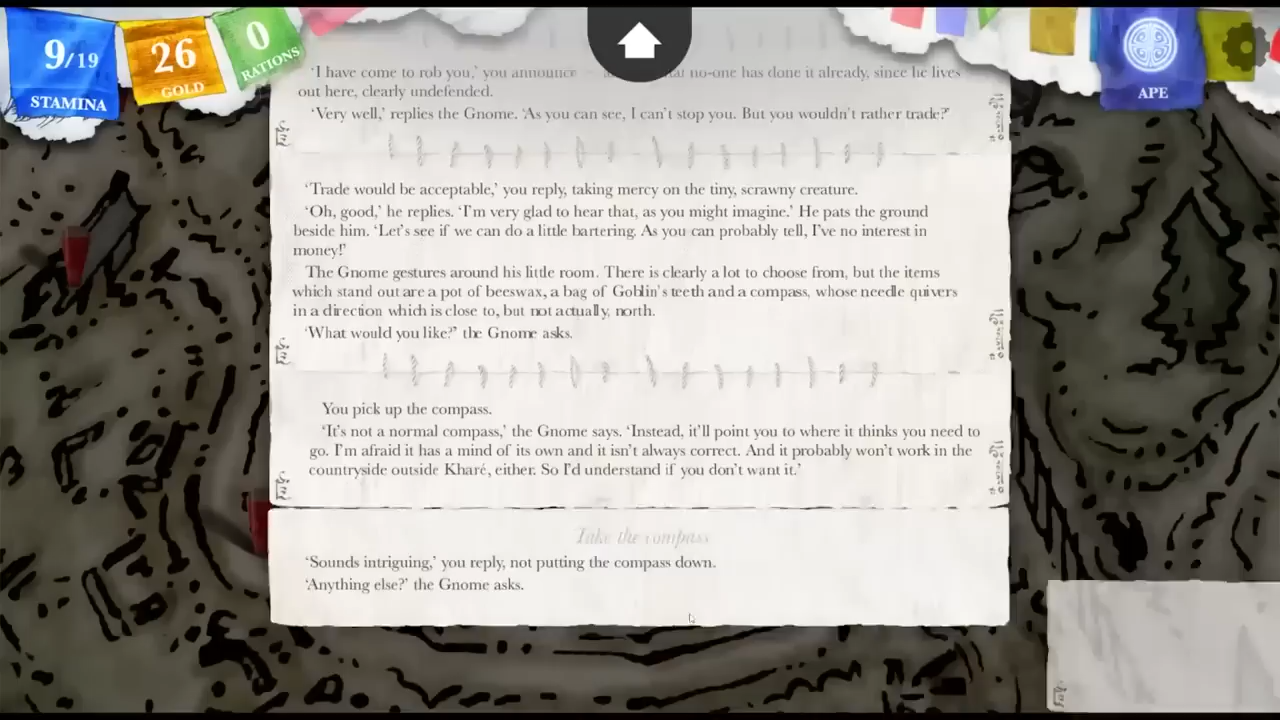 9/19
STAMINA
26
GOLD
0
RATIONS
APE
'I have come to rob you,' you announce no-one has done it already, since he lives
out here, clearly undefended.
'Very well,' replies the Gnome. 'As you can see, I can't stop you. But you wouldn't rather trade?'
'Trade would be acceptable,' you reply, taking mercy on the tiny, scrawny creature.
'Oh, good,' he replies. 'I'm very glad to hear that, as you might imagine.' He pats the ground
beside him. 'Let's see if we can do a little bartering. As you can probably tell, I've no interest in
money!'
The Gnome gestures around his little room. There is clearly a lot to choose from, but the items
which stand out are a pot of beeswax, a bag of Goblin's teeth and a compass, whose needle quivers
in a direction which is close to, but not actually, north.
'What would you like?' the Gnome asks.
You pick up the compass.
'It's not a normal compass,' the Gnome says. 'Instead, it'll point you to where it thinks you need to
go. I'm afraid it has a mind of its own and it isn't always correct. And it probably won't work in the
countryside outside Kharé, either. So I'd understand if you don't want it.'
Take the compass
'Sounds intriguing,' you reply, not putting the compass down.
'Anything else?' the Gnome asks.